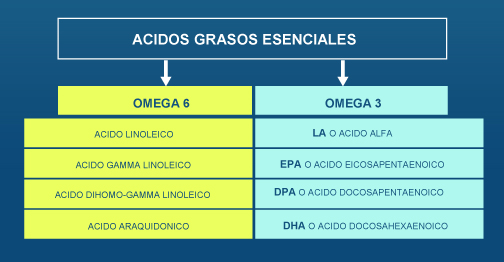 ACIDOS GRASOS ESENCIALES
OMEGA 6
OMEGA 3
ACIDO LINOLEICO
LA O ACIDO ALFA
ACIDO GAMMA LINOLEICO
EPA O ACIDO EICOSAPENTAENOICO
ACIDO DIHOMO-GAMMA LINOLEICO
DPA O ACIDO DOCOSAPENTAENOICO
ACIDO ARAQUIDONICO
DHA O ACIDO DOCOSAHEXAENOICO